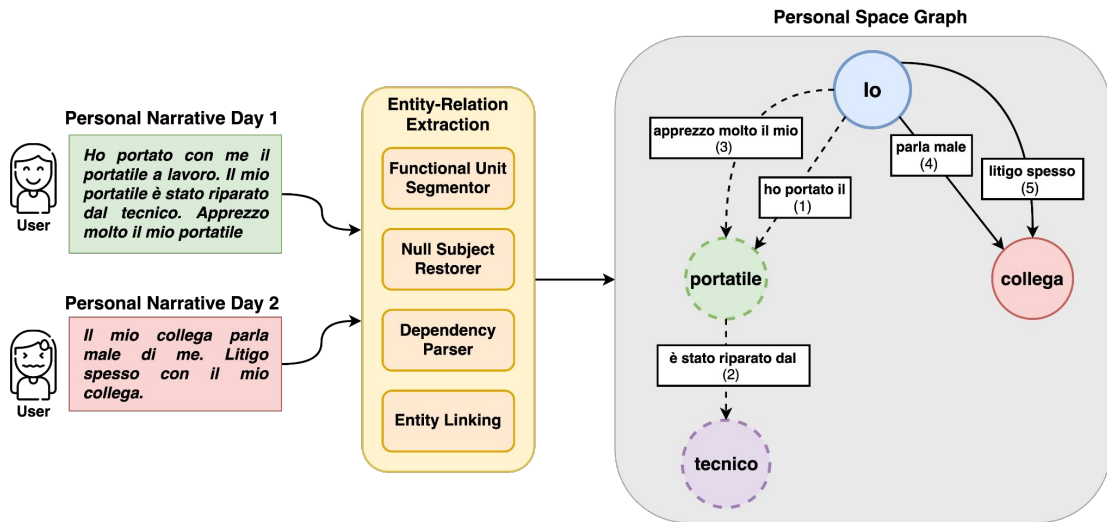 Personal Space Graph
Personal Narrative Day 1
Ho portato con me il
portatile a lavoro. Il mio
portatile è stato riparato
dal tecnico. Apprezzo
molto il mio portatile
User
Personal Narrative Day 2
Il mio collega parla
male di me. Litigo
spesso con il mio
collega.
User
Entity-Relation
Extraction
Functional Unit
Segmentor
Null Subject
Restorer
Dependency
Parser
Entity Linking
Io
apprezzo molto il mio
(3)
parla male
(4)
litigo spesso
(5)
ho portato il
(1)
portatile
collega
è stato riparato dal
(2)
tecnico